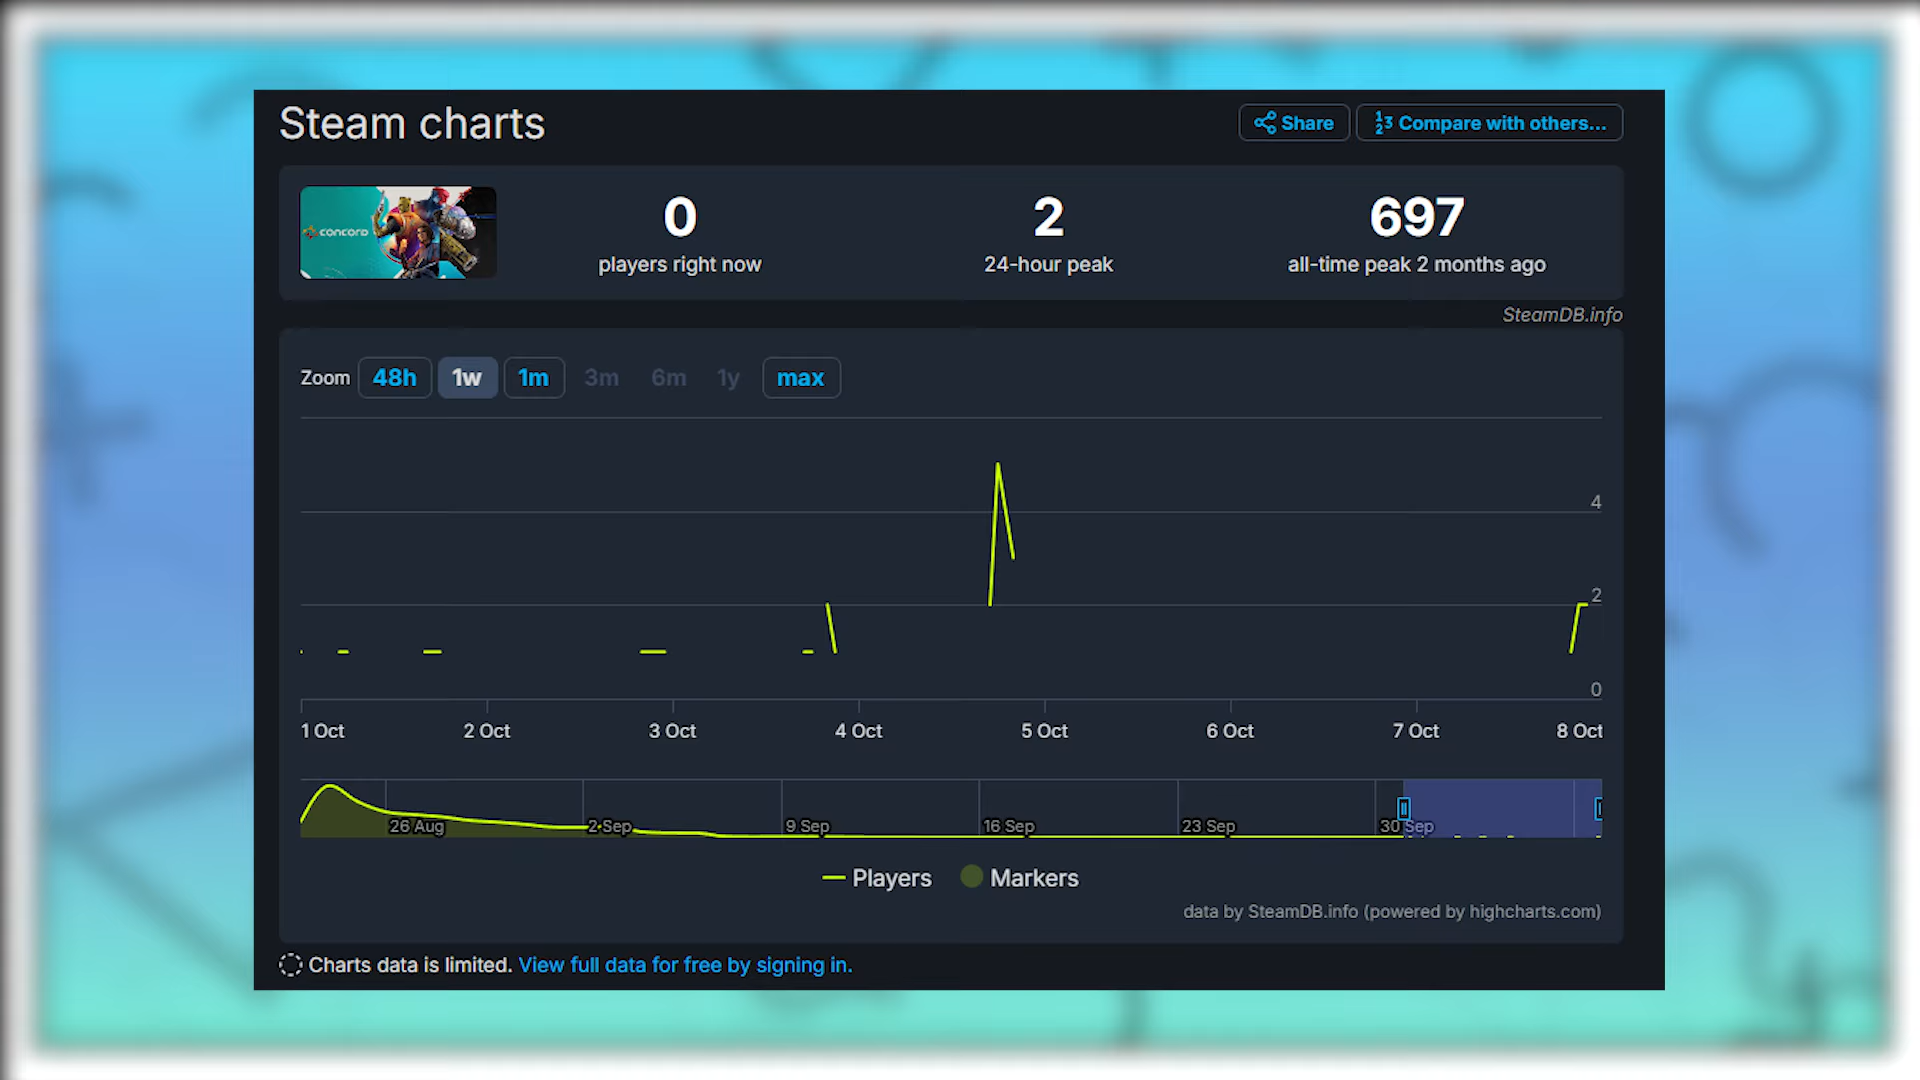 Steam charts
Share
Compare with others...
CONCORD
0
players right now
2
24-hour peak
697
all-time peak 2 months ago
SteamDB.info
Zoom 48h 1w 1m 3m 6m 1y max
4
2
0
1 Oct 2 Oct 3 Oct 4 Oct 5 Oct 6 Oct 7 Oct 8 Oct
26 Aug 2 Sep 9 Sep 16 Sep 23 Sep 30 Sep
Players Markers
data by SteamDB.info (powered by highcharts.com)
Charts data is limited. View full data for free by signing in.